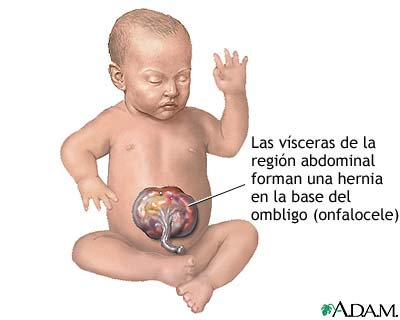 Las vísceras de la
región abdominal
forman una hernia
en la base del
ombligo (onfalocele)
A.D.A.M.